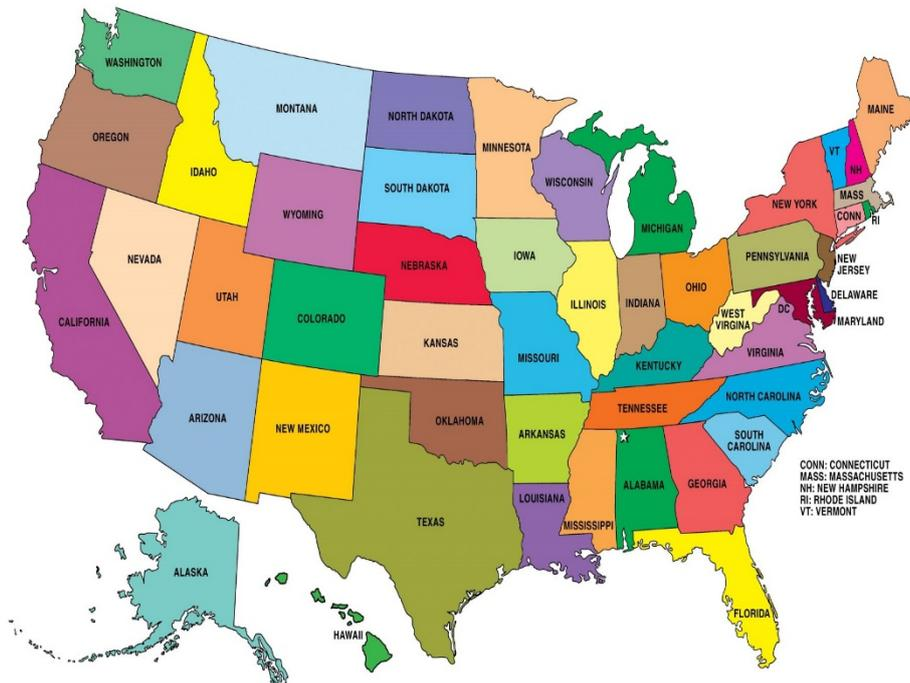 WASHINGTON
OREGON
IDAHO
MONTANA
NORTH DAKOTA
MINNESOTA
SOUTH DAKOTA
WISCONSIN
MICHIGAN
WYOMING
NEBRASKA
IOWA
NEVADA
UTAH
COLORADO
CALIFORNIA
KANSAS
MISSOURI
ILLINOIS
INDIANA
OHIO
PENNSYLVANIA
NEW YORK
VT
NH
MAINE
MASS
CONN
RI
NEW
JERSEY
DELAWARE
MARYLAND
DC
WEST
VIRGINA
VIRGINIA
KENTUCKY
NORTH CAROLINA
TENNESSEE
SOUTH
CAROLINA
ARIZONA
NEW MEXICO
OKLAHOMA
ARKANSAS
TEXAS
LOUISIANA
MISSISSIPPI
ALABAMA
GEORGIA
FLORIDA
ALASKA
HAWAII
CONN: CONNECTICUT
MASS: MASSACHUSETTS
NH: NEW HAMPSHIRE
RI: RHODE ISLAND
VT: VERMONT